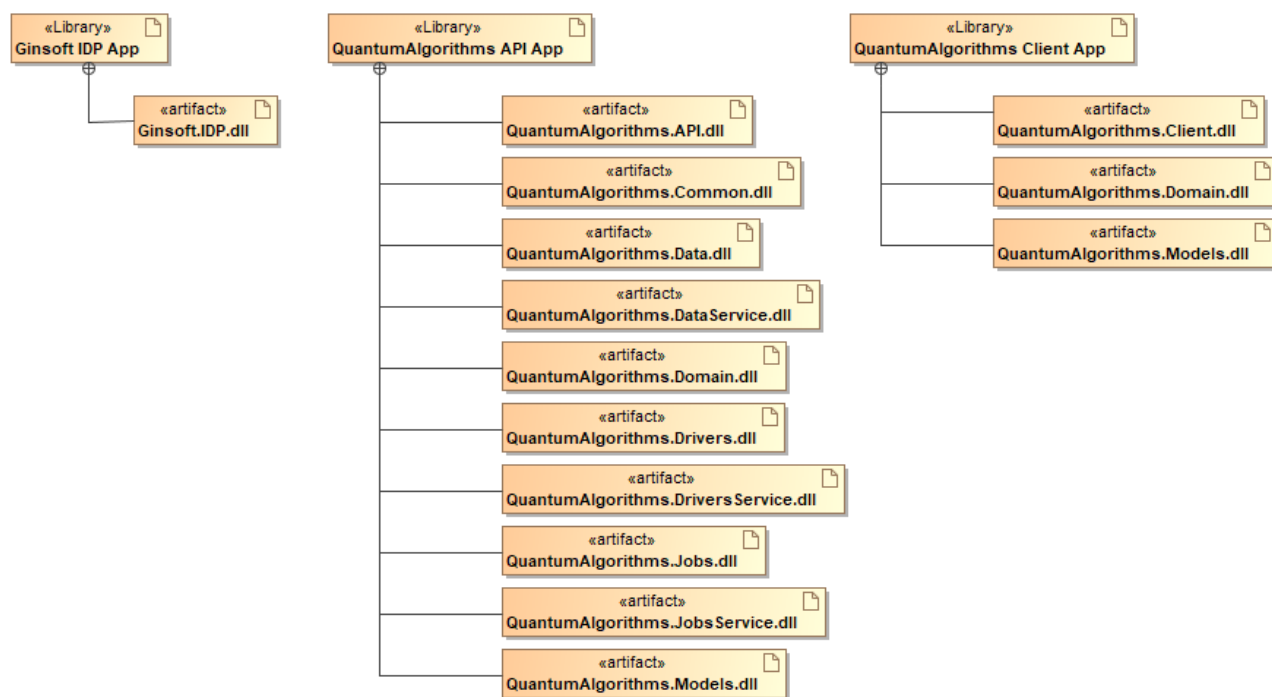 «Library»
Ginsoft IDP App
«artifact»
Ginsoft.IDP.dll
«Library»
QuantumAlgorithms API App
«artifact»
QuantumAlgorithms.API.dll
«artifact»
QuantumAlgorithms.Common.dll
«artifact»
QuantumAlgorithms.Data.dll
«artifact»
QuantumAlgorithms.DataService.dll
«artifact»
QuantumAlgorithms.Domain.dll
«artifact»
QuantumAlgorithms.Drivers.dll
«artifact»
QuantumAlgorithms.DriversService.dll
«artifact»
QuantumAlgorithms.Jobs.dll
«artifact»
QuantumAlgorithms.JobsService.dll
«artifact»
QuantumAlgorithms.Models.dll
«Library»
QuantumAlgorithms Client App
«artifact»
QuantumAlgorithms.Client.dll
«artifact»
QuantumAlgorithms.Domain.dll
«artifact»
QuantumAlgorithms.Models.dll